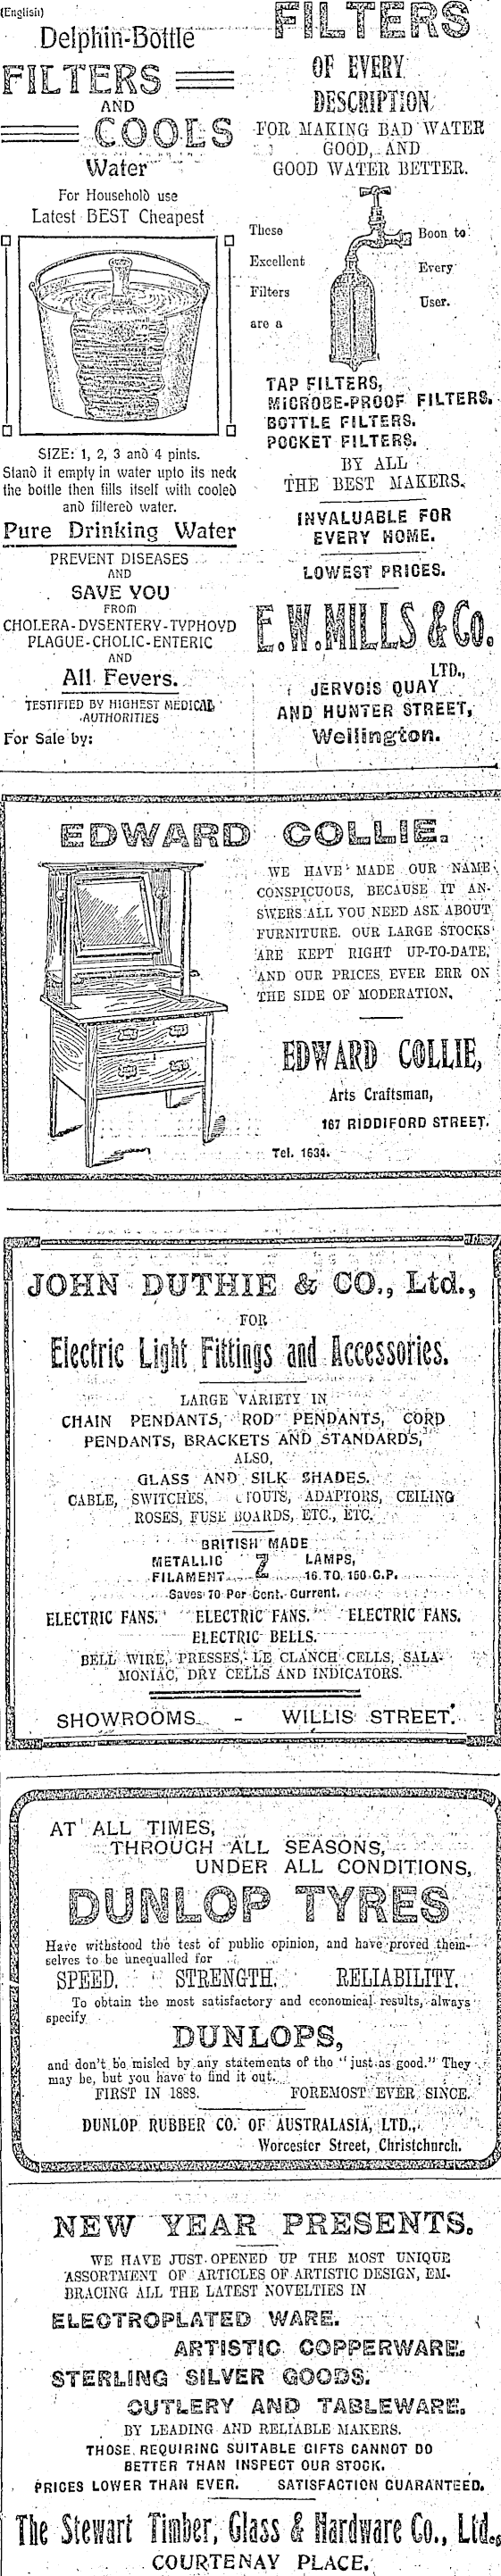 (English)
Delphin-Bottle
FILTERS
AND
COOLS
Water
For Household use
Latest BEST Cheapest
SIZE: 1, 2, 3 and 4 pints.
Stand it empty in water upto its neck
the bottle then fills itself with cooled
and filtered water.
Pure Drinking Water
PREVENT DISEASES
AND
SAVE YOU
FROM
CHOLERA-DYSENTERY-TYPHOYD
PLAGUE-CHOLIC-ENTERIC
AND
All Fevers.
TESTIFIED BY HIGHEST MEDICAL
AUTHORITIES
For Sale by:
FILTERS
OF EVERY
DESCRIPTION
FOR MAKING BAD WATER
GOOD, AND
GOOD WATER BETTER.
These
Excellent
Filters
are a
Boon to
Every
User.
TAP FILTERS,
MICROBE-PROOF FILTERS.
BOTTLE FILTERS.
POCKET FILTERS.
BY ALL
THE BEST MAKERS.
INVALUABLE FOR
EVERY HOME.
LOWEST PRICES.
E.W.MILLS & Co.
LTD.,
JERVOIS QUAY
AND HUNTER STREET,
Wellington.
EDWARD COLLIE.
WE HAVE MADE OUR NAME
CONSPICUOUS, BECAUSE IT AN-
SWERS ALL YOU NEED ASK ABOUT
FURNITURE. OUR LARGE STOCKS
ARE KEPT RIGHT UP-TO-DATE,
AND OUR PRICES EVER ERR ON
THE SIDE OF MODERATION.
EDWARD COLLIE,
Arts Craftsman,
167 RIDDIFORD STREET.
Tel. 1634.
JOHN DUTHIE & CO., Ltd.,
FOR
Electric Light Fittings and Accessories.
LARGE VARIETY IN
CHAIN PENDANTS, ROD PENDANTS, CORD
PENDANTS, BRACKETS AND STANDARDS,
ALSO,
GLASS AND SILK SHADES.
CABLE, SWITCHES, ADAPTORS, CEILING
ROSES, FUSE BOARDS, ETC., ETC.
BRITISH MADE
METALLIC Z LAMPS,
FILAMENT 16 TO 150 C.P.
Saves 70 Per Cent. Current.
ELECTRIC FANS. ELECTRIC FANS. ELECTRIC FANS.
ELECTRIC BELLS.
BELL WIRE, PRESSES, LE CLANCH CELLS, SALA-
MONIAC, DRY CELLS AND INDICATORS.
SHOWROOMS - WILLIS STREET.
AT ALL TIMES,
THROUGH ALL SEASONS,
UNDER ALL CONDITIONS,
DUNLOP TYRES
Have withstood the test of public opinion, and have proved them-
selves to be unequalled for
SPEED. STRENGTH. RELIABILITY.
To obtain the most satisfactory and economical results, always
specify
DUNLOPS,
and don't be misled by any statements of the "just as good." They
may be, but you have to find it out.
FIRST IN 1888. FOREMOST EVER SINCE.
DUNLOP RUBBER CO. OF AUSTRALASIA, LTD.,
Worcester Street, Christchurch.
NEW YEAR PRESENTS.
WE HAVE JUST OPENED UP THE MOST UNIQUE
ASSORTMENT OF ARTICLES OF ARTISTIC DESIGN, EM-
BRACING ALL THE LATEST NOVELTIES IN
ELECTROPLATED WARE.
ARTISTIC COPPERWARE.
STERLING SILVER GOODS.
CUTLERY AND TABLEWARE.
BY LEADING AND RELIABLE MAKERS.
THOSE REQUIRING SUITABLE GIFTS CANNOT DO
BETTER THAN INSPECT OUR STOCK.
PRICES LOWER THAN EVER. SATISFACTION GUARANTEED.
The Stewart Timber, Glass & Hardware Co., Ltd.,
COURTENAY PLACE.